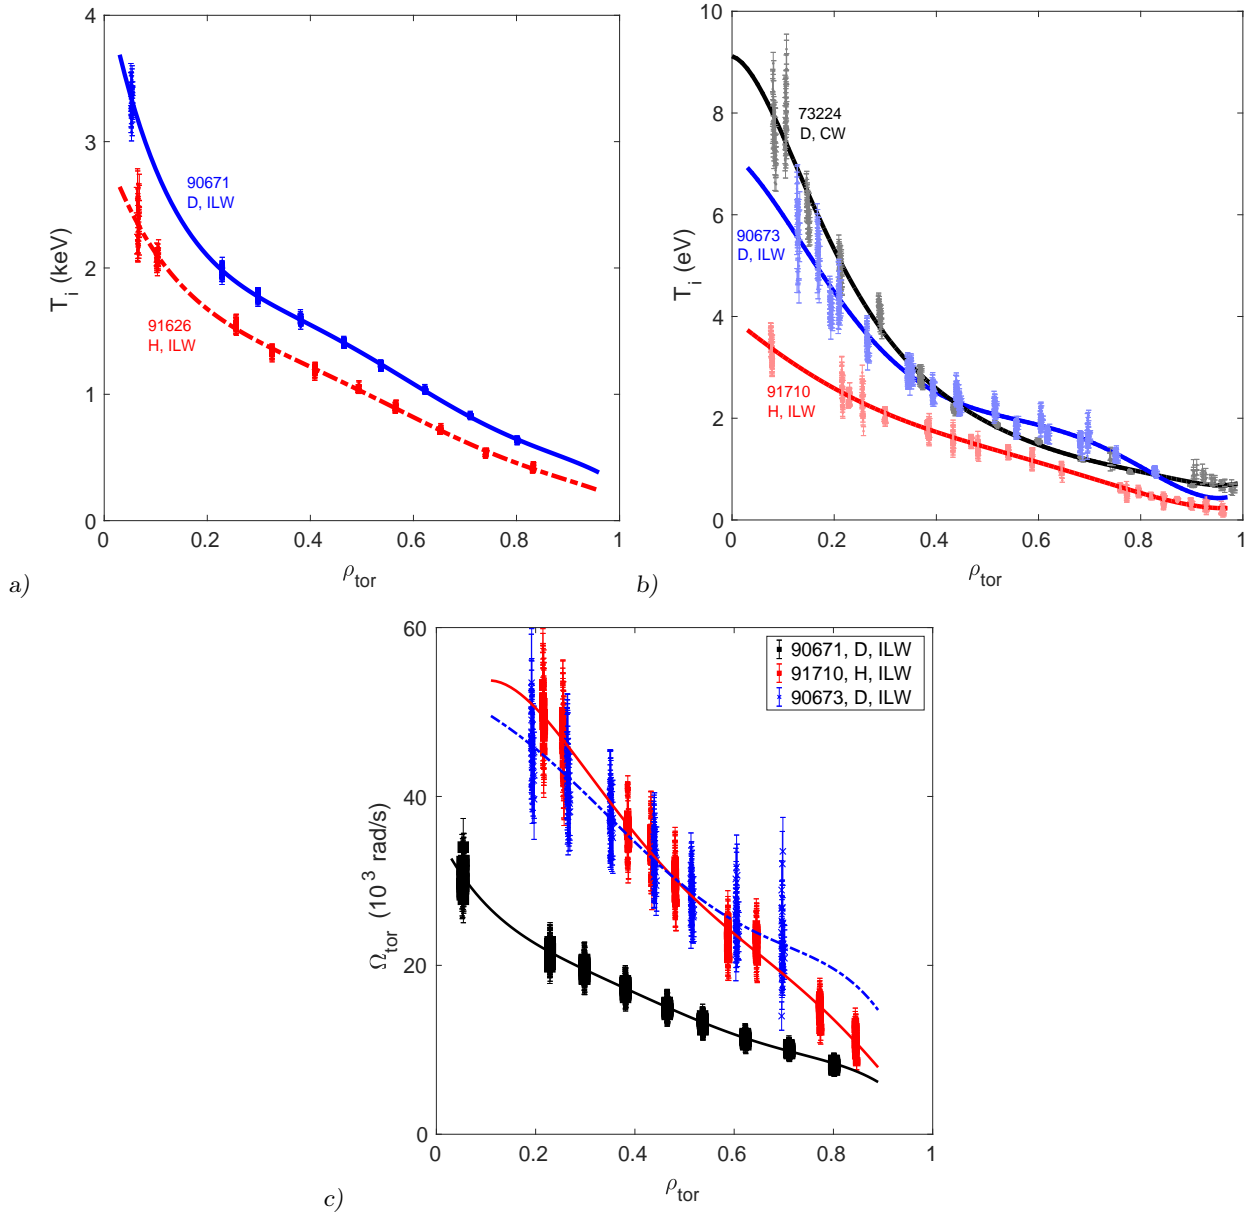 4
3
2
1
0
T_i (keV)
90671
D, ILW
91626
H, ILW
0 0.2 0.4 0.6 0.8 1
ρ_tor
a)
10
8
6
4
2
0
T_i (eV)
73224
D, CW
90673
D, ILW
91710
H, ILW
0 0.2 0.4 0.6 0.8 1
ρ_tor
b)
60
40
20
0
Ω_tor (10^3 rad/s)
90671, D, ILW
91710, H, ILW
90673, D, ILW
0 0.2 0.4 0.6 0.8 1
ρ_tor
c)